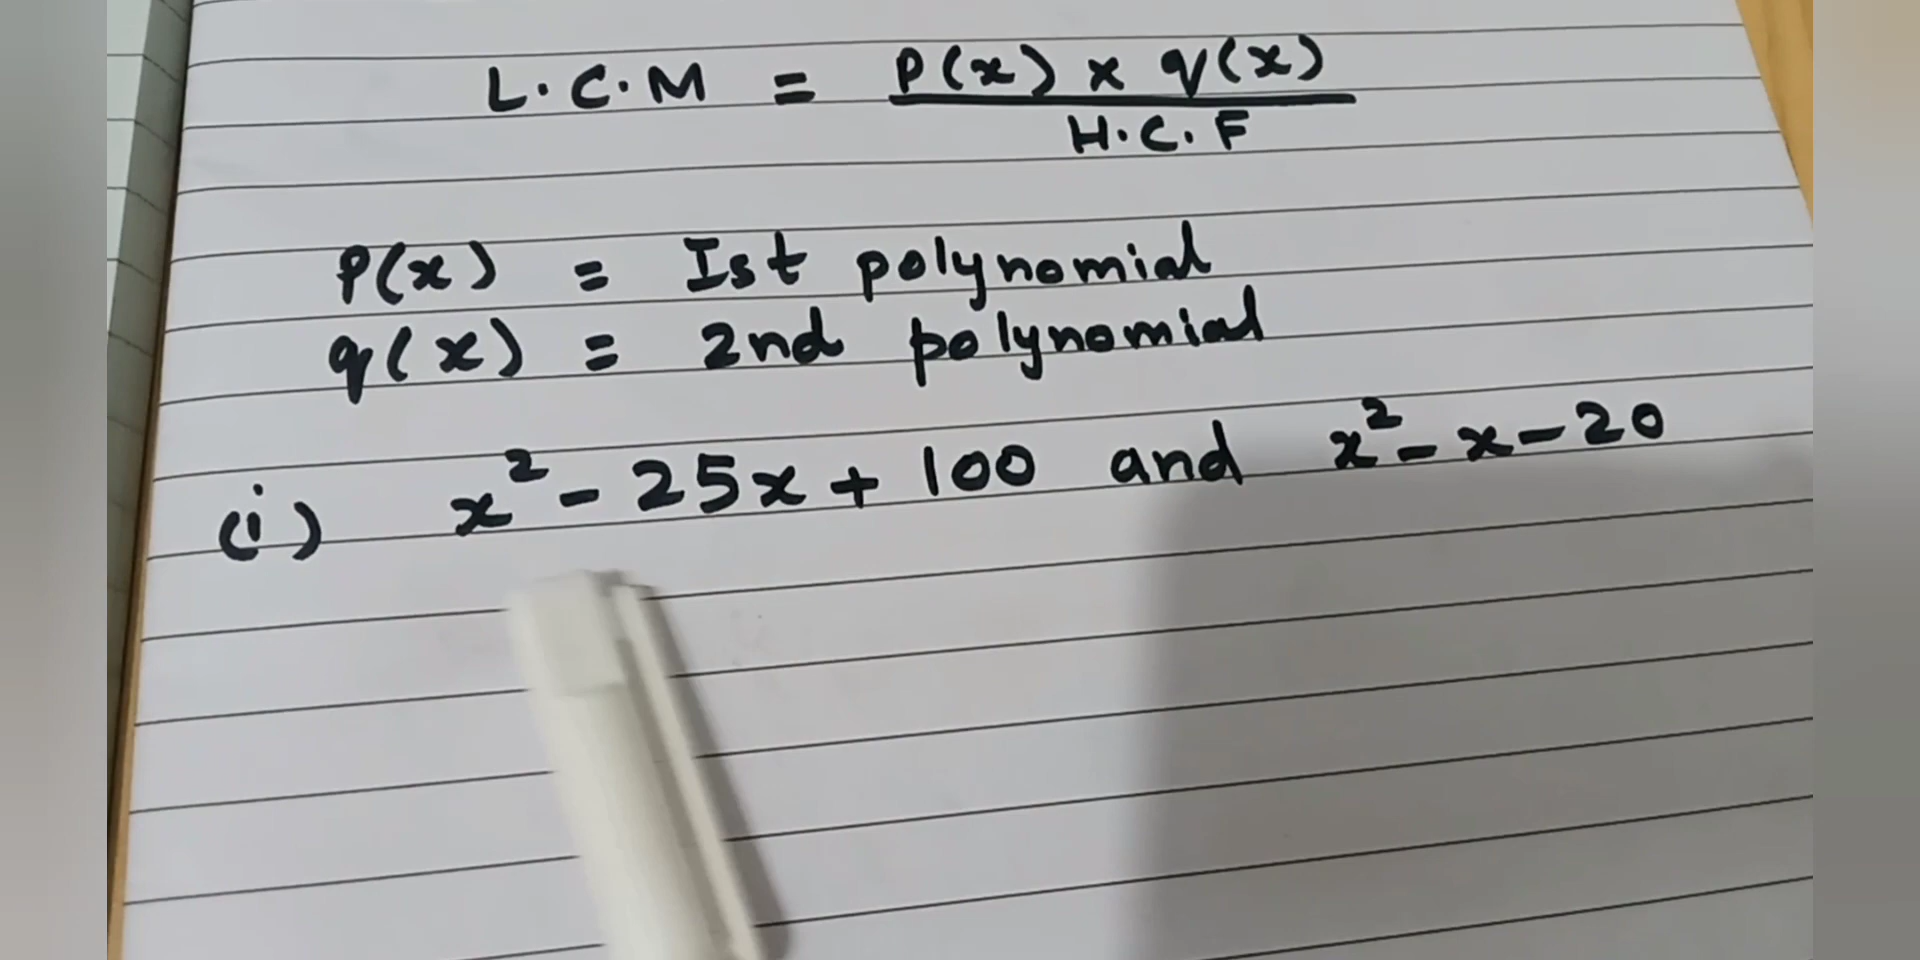 L.C.M = P(x) × q(x) / H.C.F
P(x) = Ist polynomial
q(x) = 2nd polynomial
(i) x² - 25x + 100 and x² - x - 20